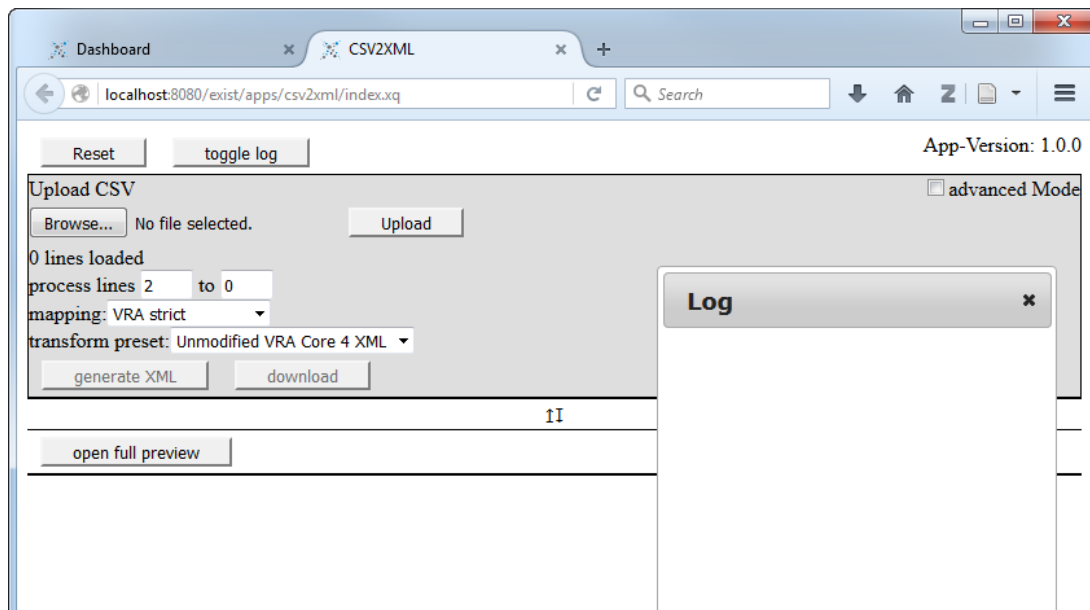 Dashboard
CSV2XML
localhost:8080/exist/apps/csv2xml/index.xq
Search
Z
Reset
toggle log
App-Version: 1.0.0
Upload CSV
advanced Mode
Browse... No file selected.
Upload
0 lines loaded
process lines 2 to 0
mapping: VRA strict
transform preset: Unmodified VRA Core 4 XML
generate XML
download
Log
open full preview